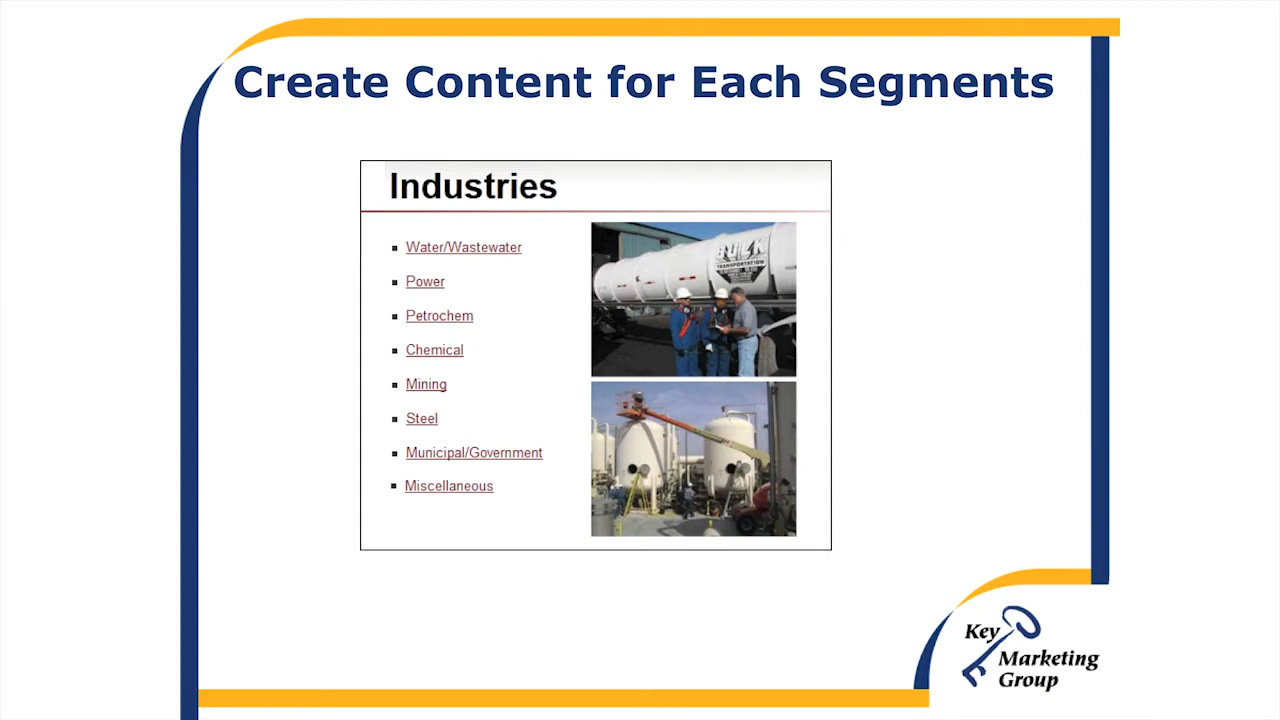 Create Content for Each Segments
Industries
Water/Wastewater
Power
Petrochem
Chemical
Mining
Steel
Municipal/Government
Miscellaneous
BULK
TRANSPORTATION
Key
Marketing
Group